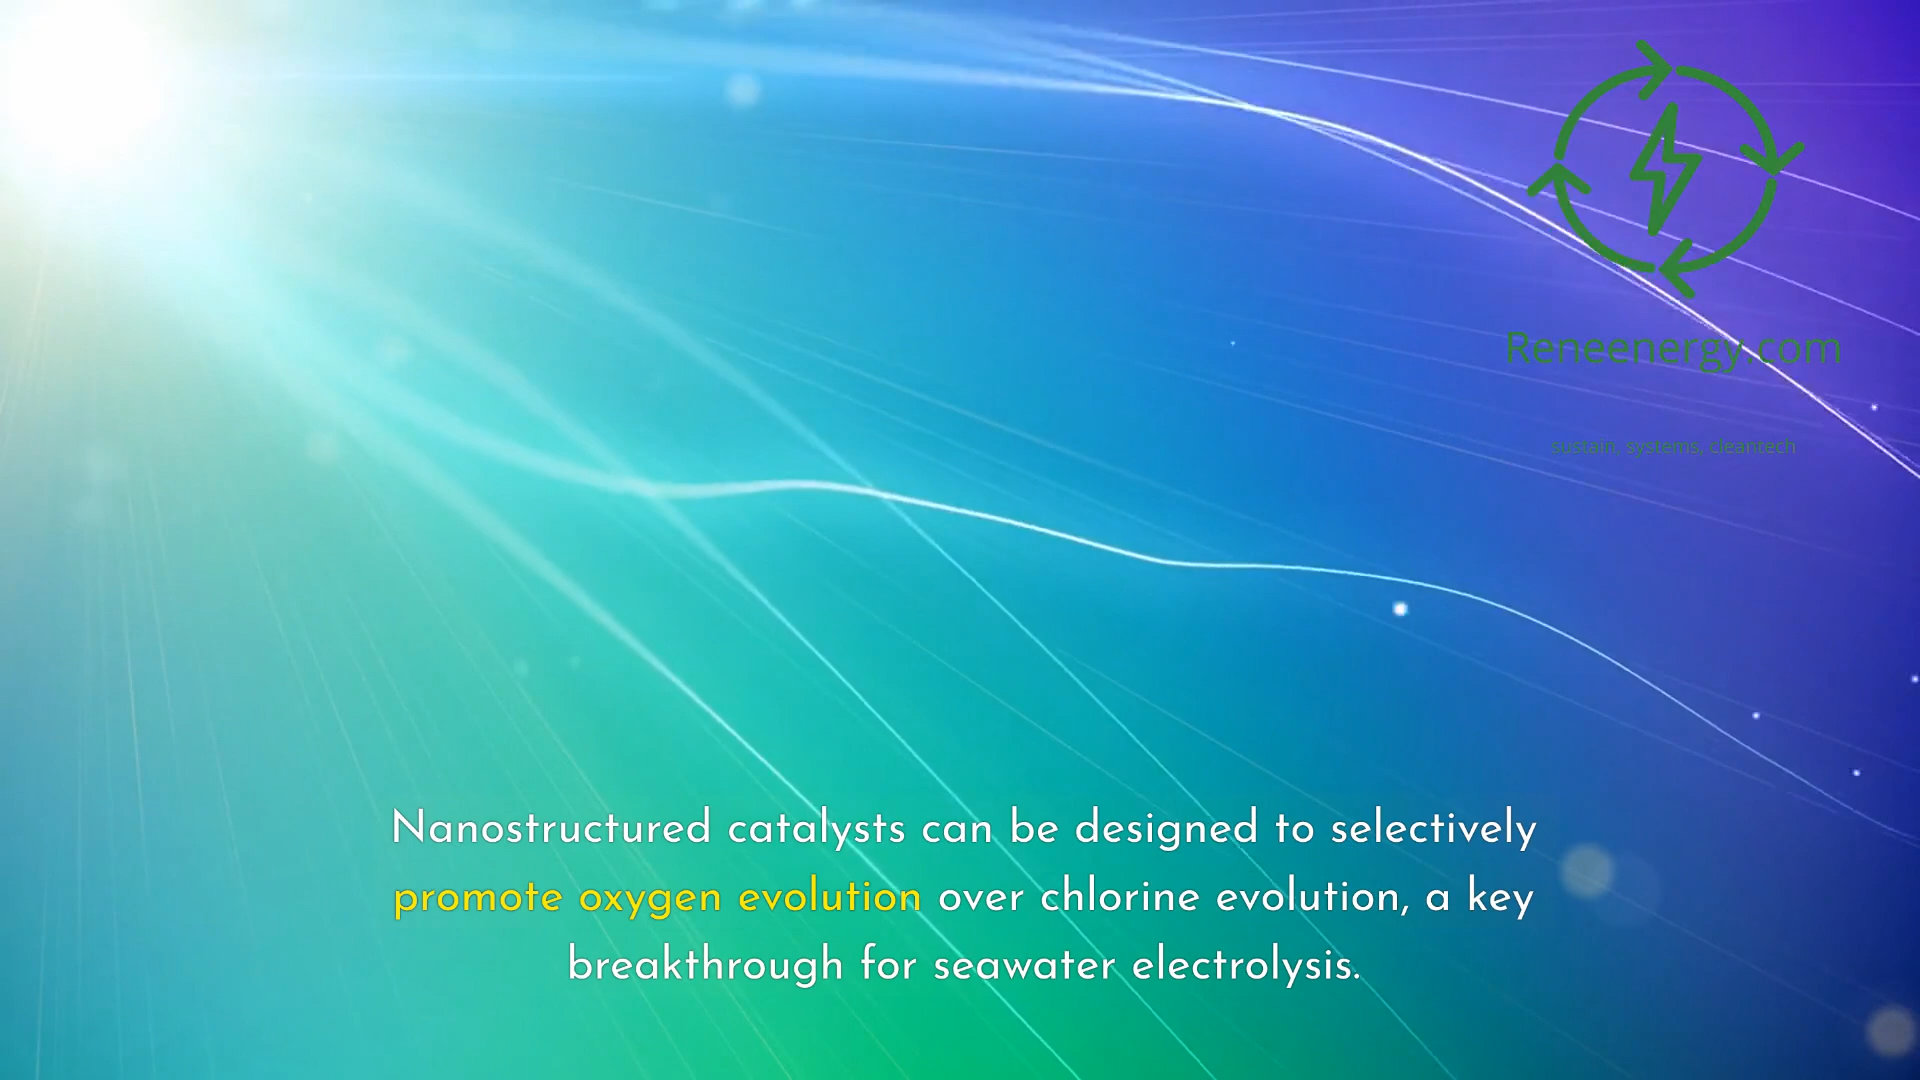 Reneenergy.com
sustain, systems, cleantech
Nanostructured catalysts can be designed to selectively
promote oxygen evolution over chlorine evolution, a key
breakthrough for seawater electrolysis.